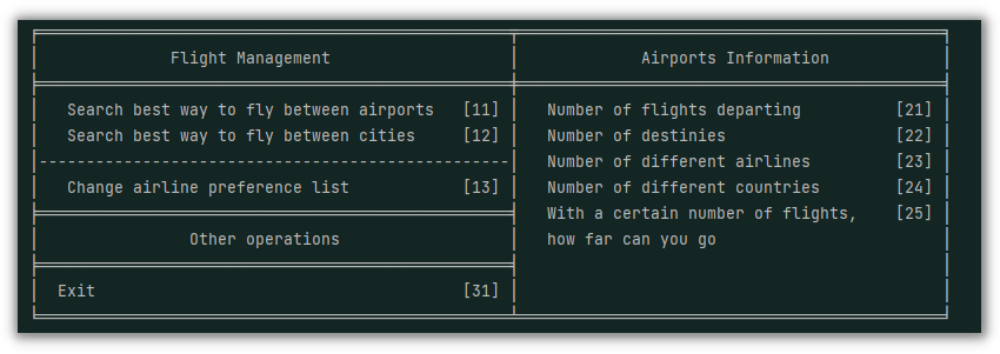 Flight Management
Search best way to fly between airports [11]
Search best way to fly between cities [12]
Change airline preference list [13]
Other operations
Exit [31]
Airports Information
Number of flights departing [21]
Number of destinies [22]
Number of different airlines [23]
Number of different countries [24]
With a certain number of flights, [25]
how far can you go